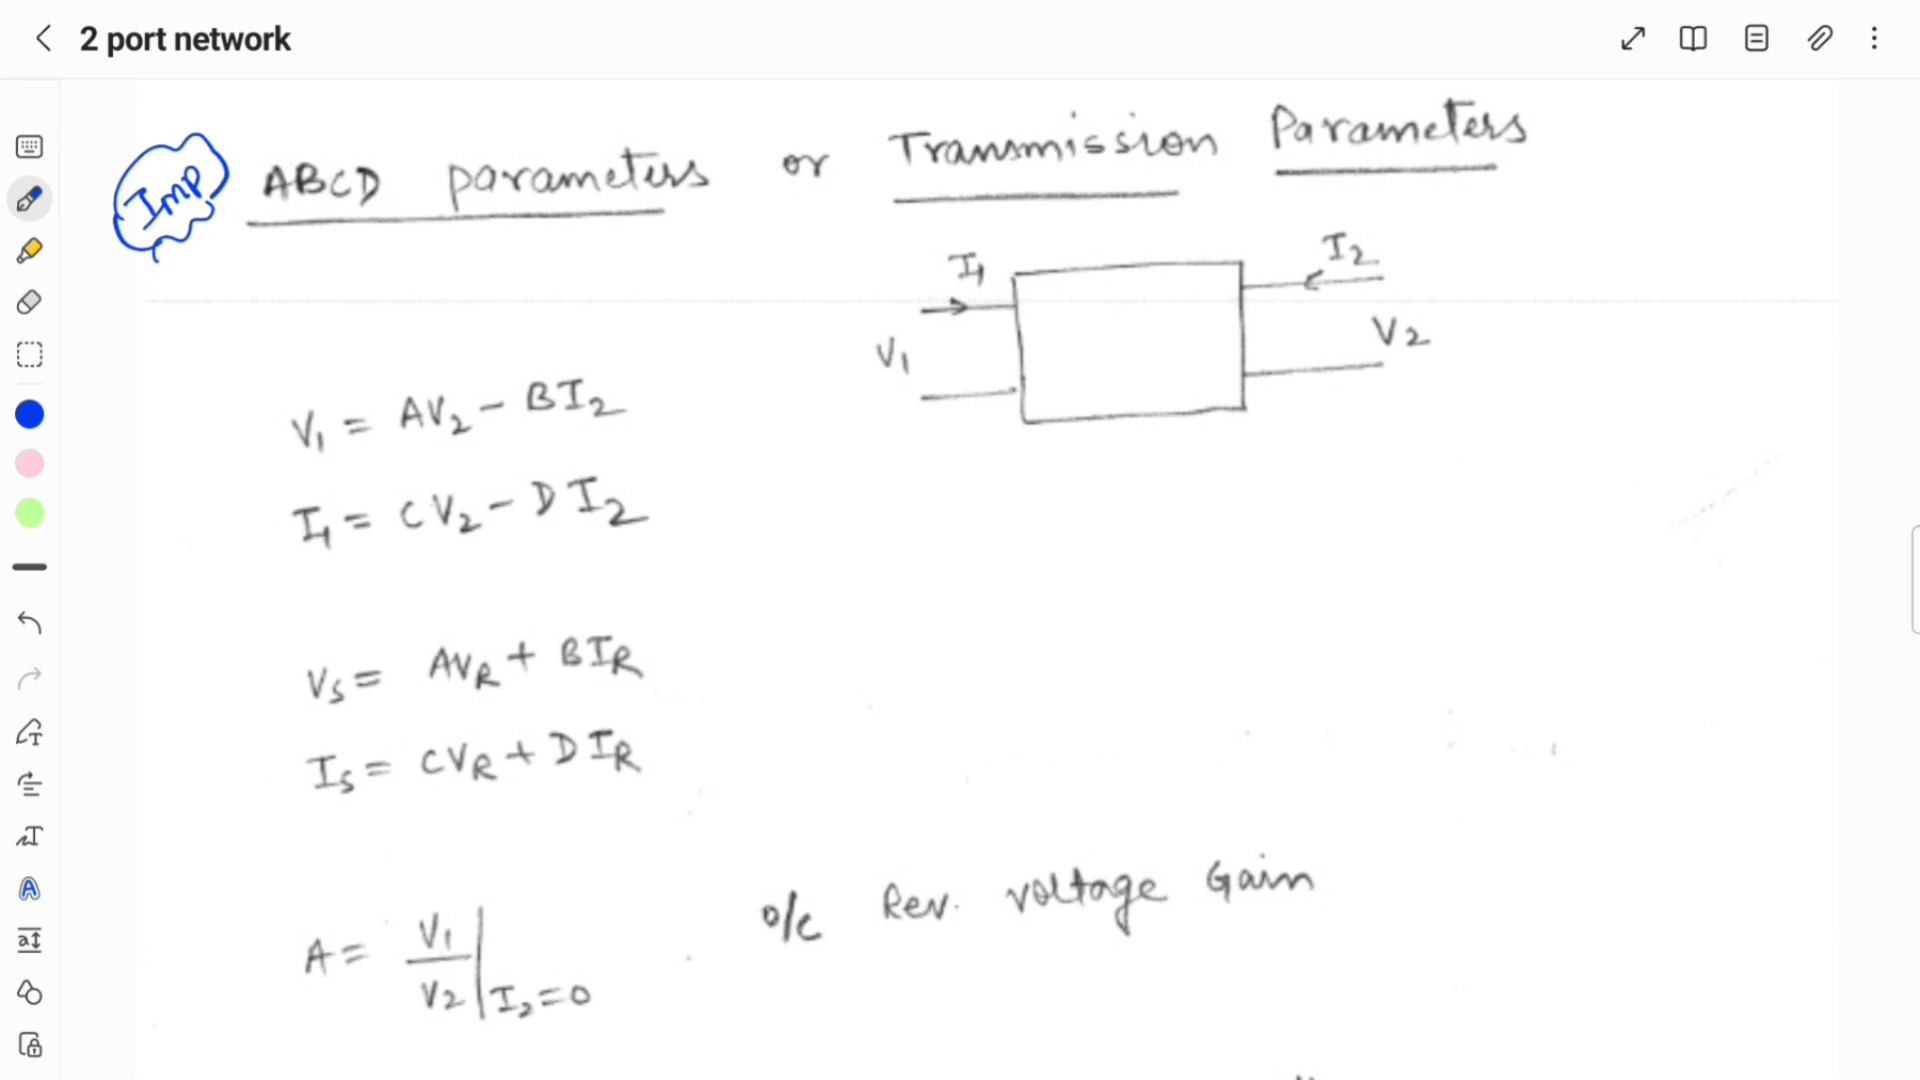 2 port network
Imp
ABCD parameters or Transmission Parameters
I1
I2
V1
V2
V1 = AV2 - BI2
I1 = CV2 - DI2
VS = AVR + BIR
IS = CVR + DIR
A = V1/V2 | I2=0 o/c Rev. voltage Gain